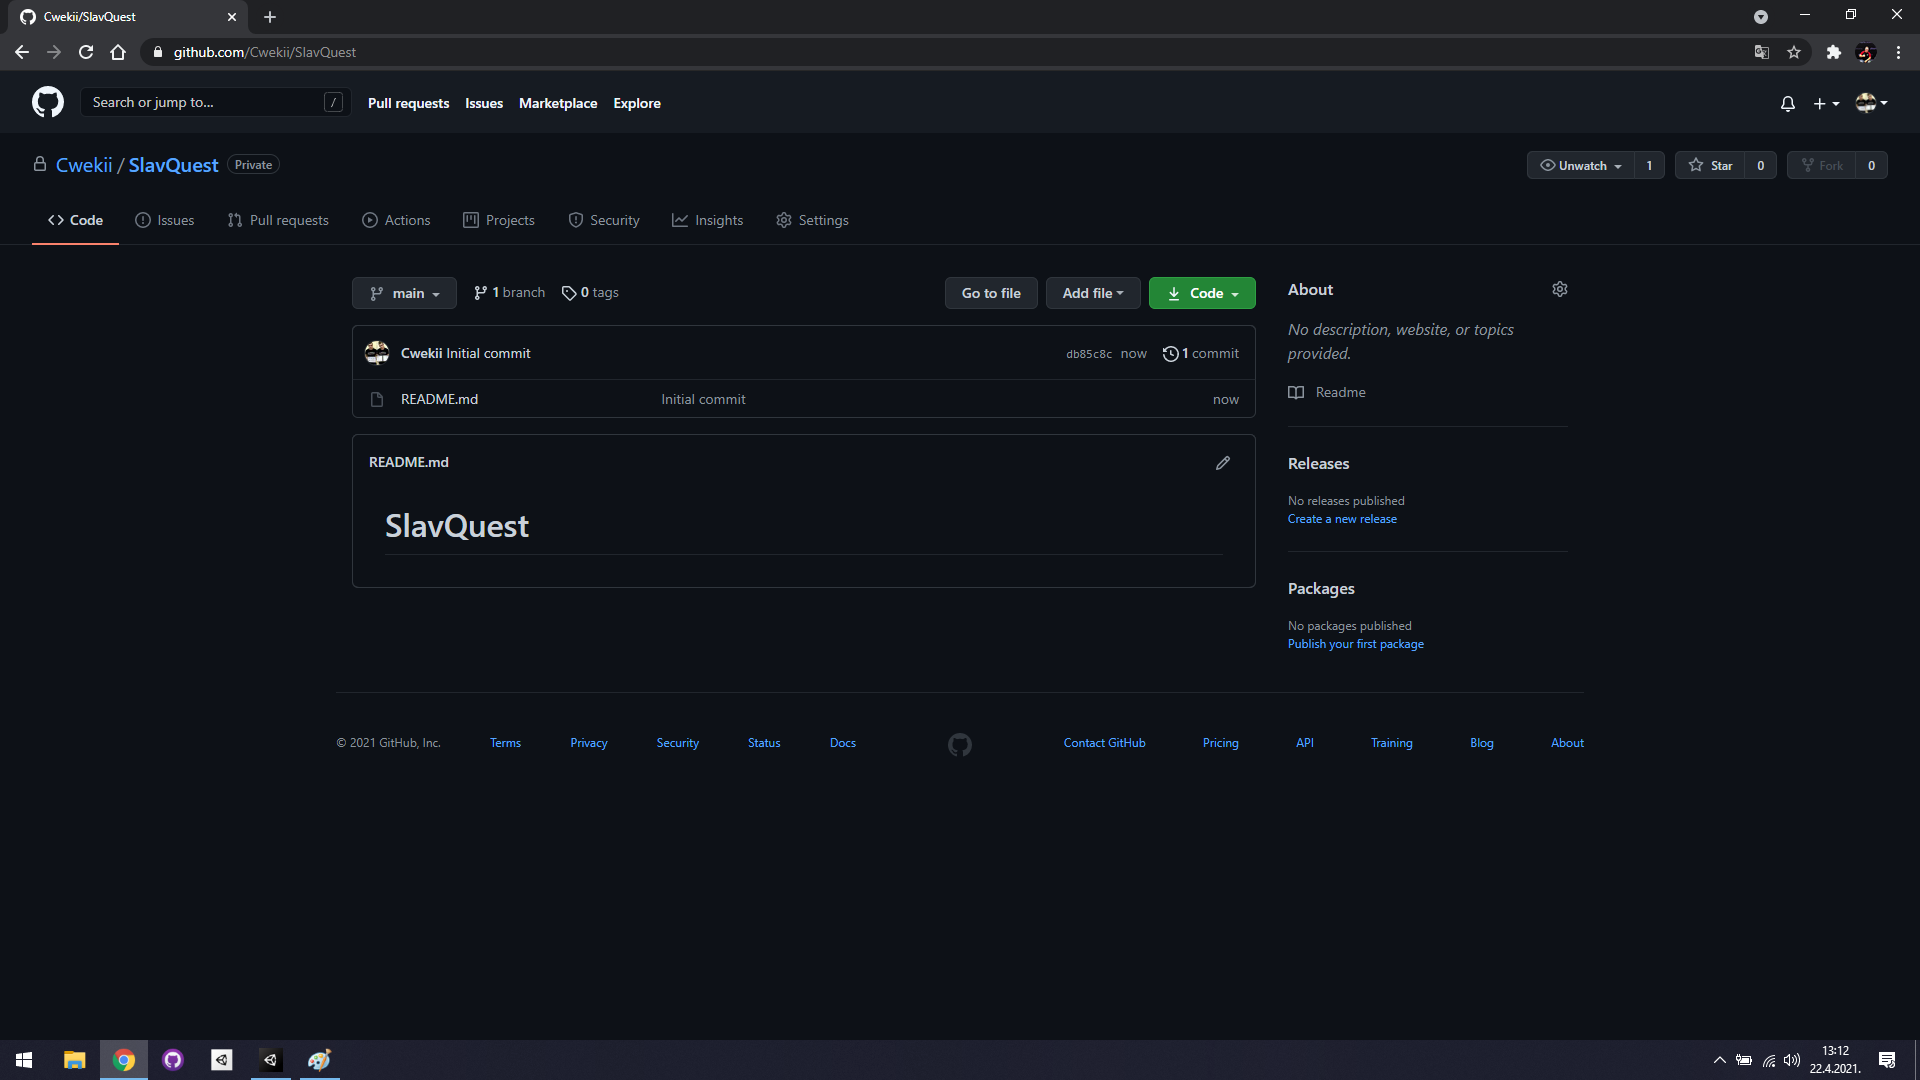 Cwekii/SlavQuest
github.com/Cwekii/SlavQuest
Search or jump to... / Pull requests Issues Marketplace Explore
Cwekii / SlavQuest Private
Unwatch 1 Star 0 Fork 0
Code Issues Pull requests Actions Projects Security Insights Settings
main 1 branch 0 tags Go to file Add file Code
Cwekii Initial commit db85c8c now 1 commit
README.md Initial commit now
README.md
SlavQuest
About
No description, website, or topics
provided.
Readme
Releases
No releases published
Create a new release
Packages
No packages published
Publish your first package
© 2021 GitHub, Inc. Terms Privacy Security Status Docs Contact GitHub Pricing API Training Blog About
13:12
22.4.2021.